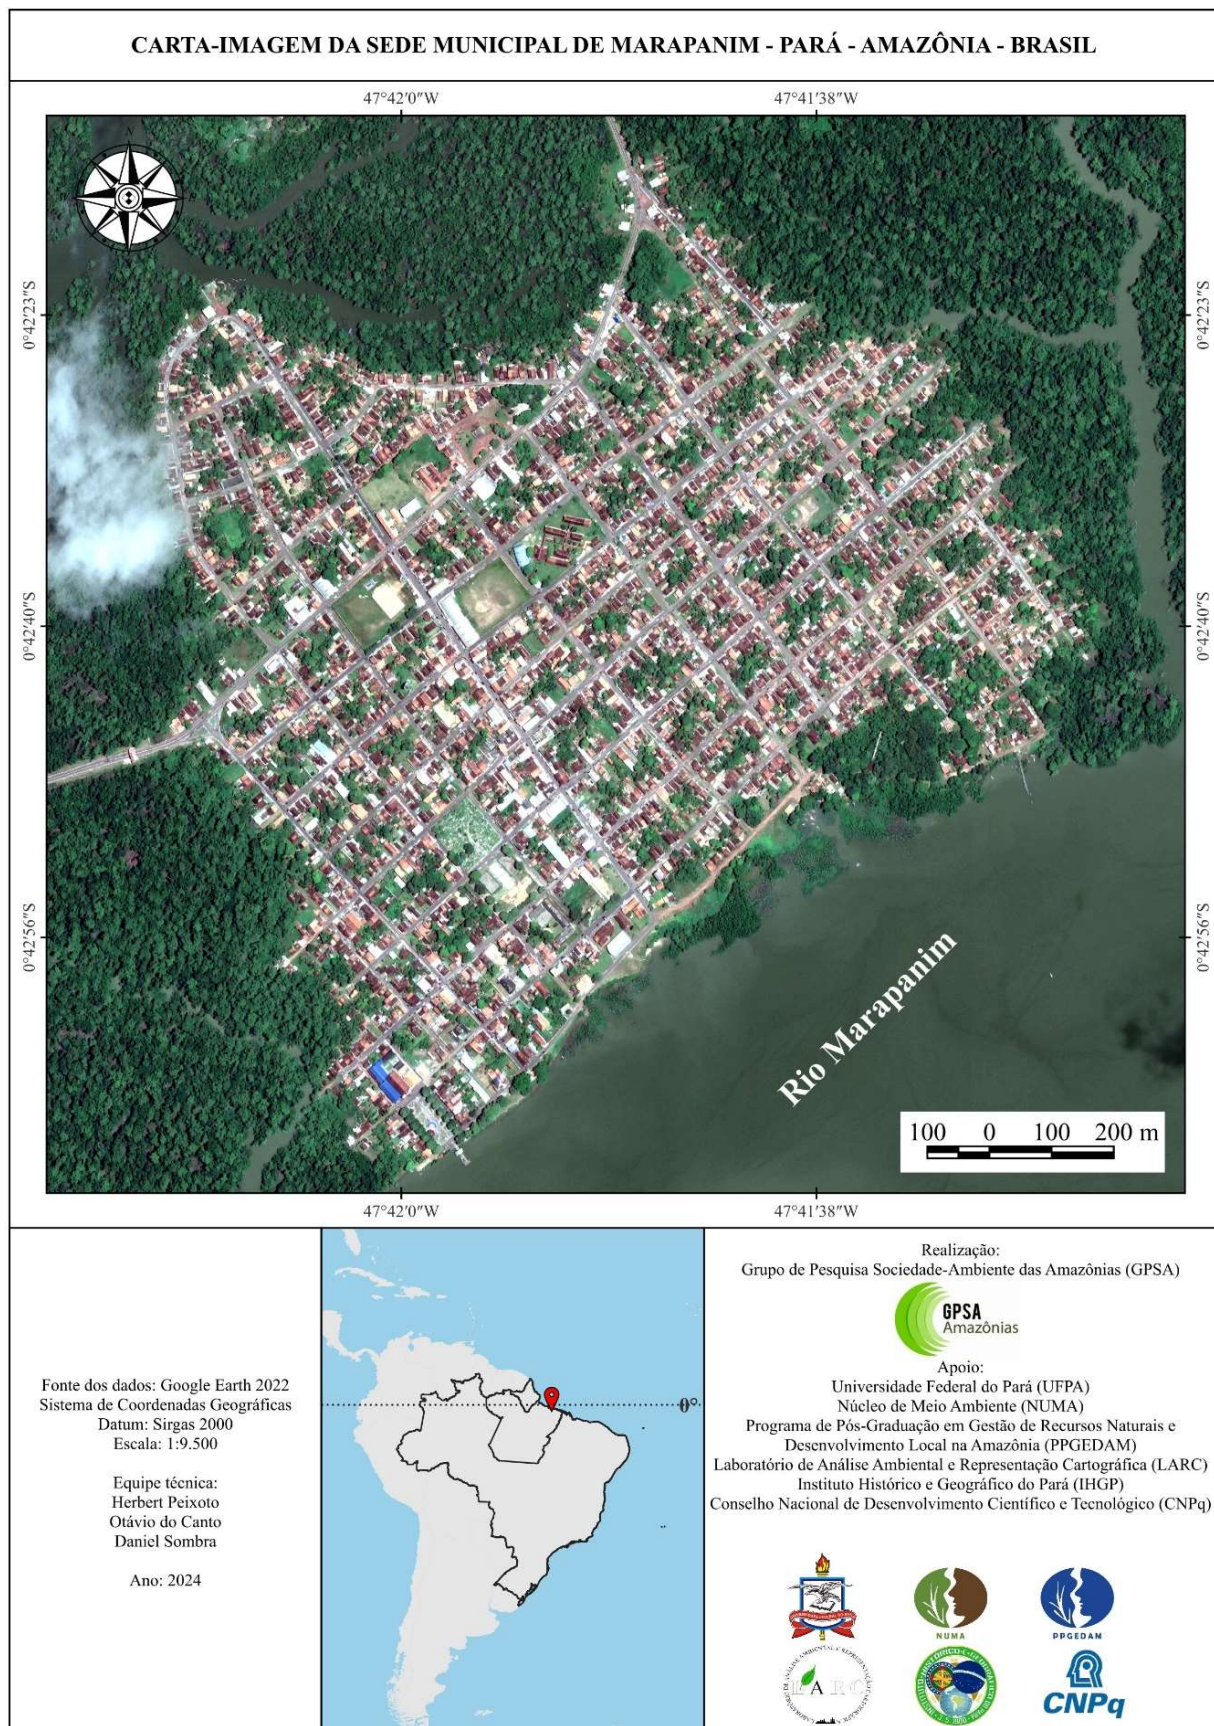 CARTA-IMAGEM DA SEDE MUNICIPAL DE MARAPANIM - PARÁ - AMAZÔNIA - BRASIL
47°42'0"W
47°41'38"W
N
0°42'23"S
0°42'23"S
0°42'40"S
0°42'40"S
0°42'56"S
0°42'56"S
Rio Marapanim
100 0 100 200 m
47°42'0"W
47°41'38"W
Fonte dos dados: Google Earth 2022
Sistema de Coordenadas Geográficas
Datum: Sirgas 2000
Escala: 1:9.500
Equipe técnica:
Herbert Peixoto
Otávio do Canto
Daniel Sombra
Ano: 2024
0°
Realização:
Grupo de Pesquisa Sociedade-Ambiente das Amazônias (GPSA)
GPSA
Amazônias
Apoio:
Universidade Federal do Pará (UFPA)
Núcleo de Meio Ambiente (NUMA)
Programa de Pós-Graduação em Gestão de Recursos Naturais e
Desenvolvimento Local na Amazônia (PPGEDAM)
Laboratório de Análise Ambiental e Representação Cartográfica (LARC)
Instituto Histórico e Geográfico do Pará (IHGP)
Conselho Nacional de Desenvolvimento Científico e Tecnológico (CNPq)
NUMA
PPGEDAM
LARC
CNPq